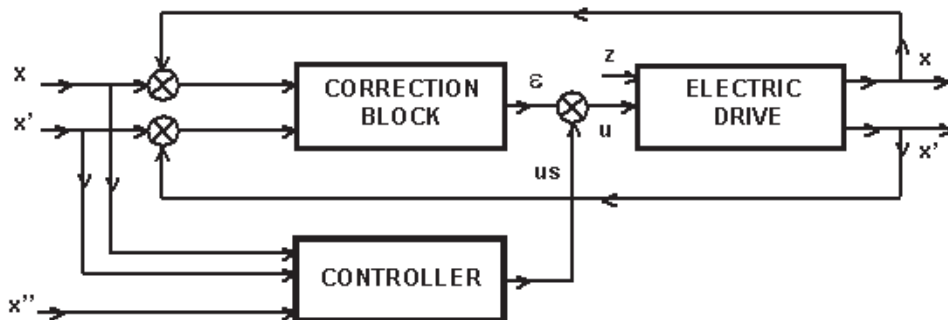 x
x'
x''
CORRECTION
BLOCK
ε
us
z
u
ELECTRIC
DRIVE
x
x'
CONTROLLER